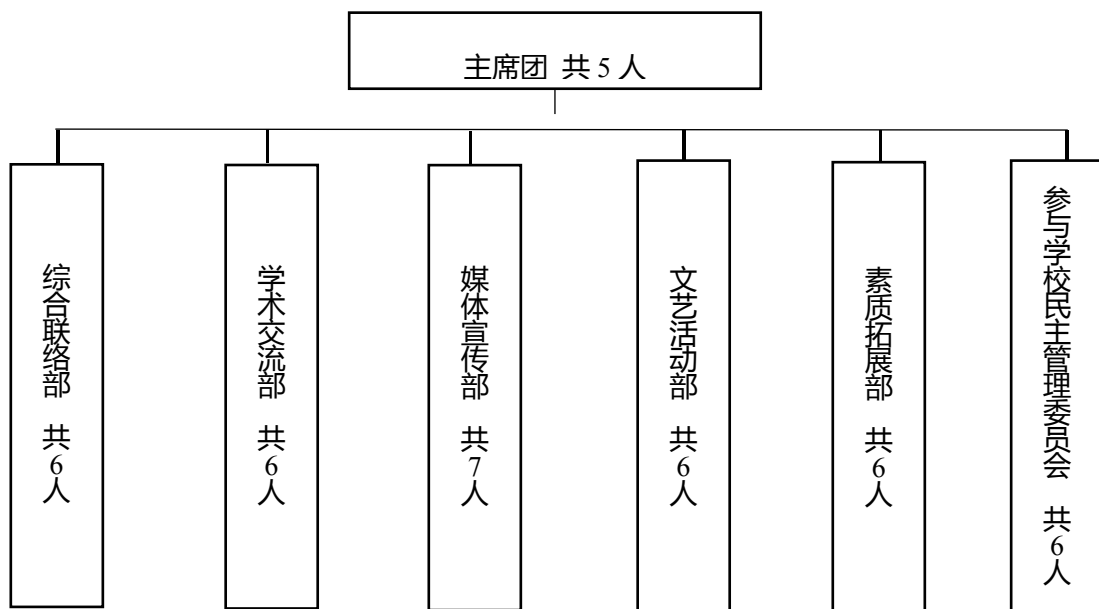 主席团 共 5 人
综合联络部 共6人
学术交流部 共6人
媒体宣传部 共7人
文艺活动部 共6人
素质拓展部 共6人
参与学校民主管理委员会 共6人